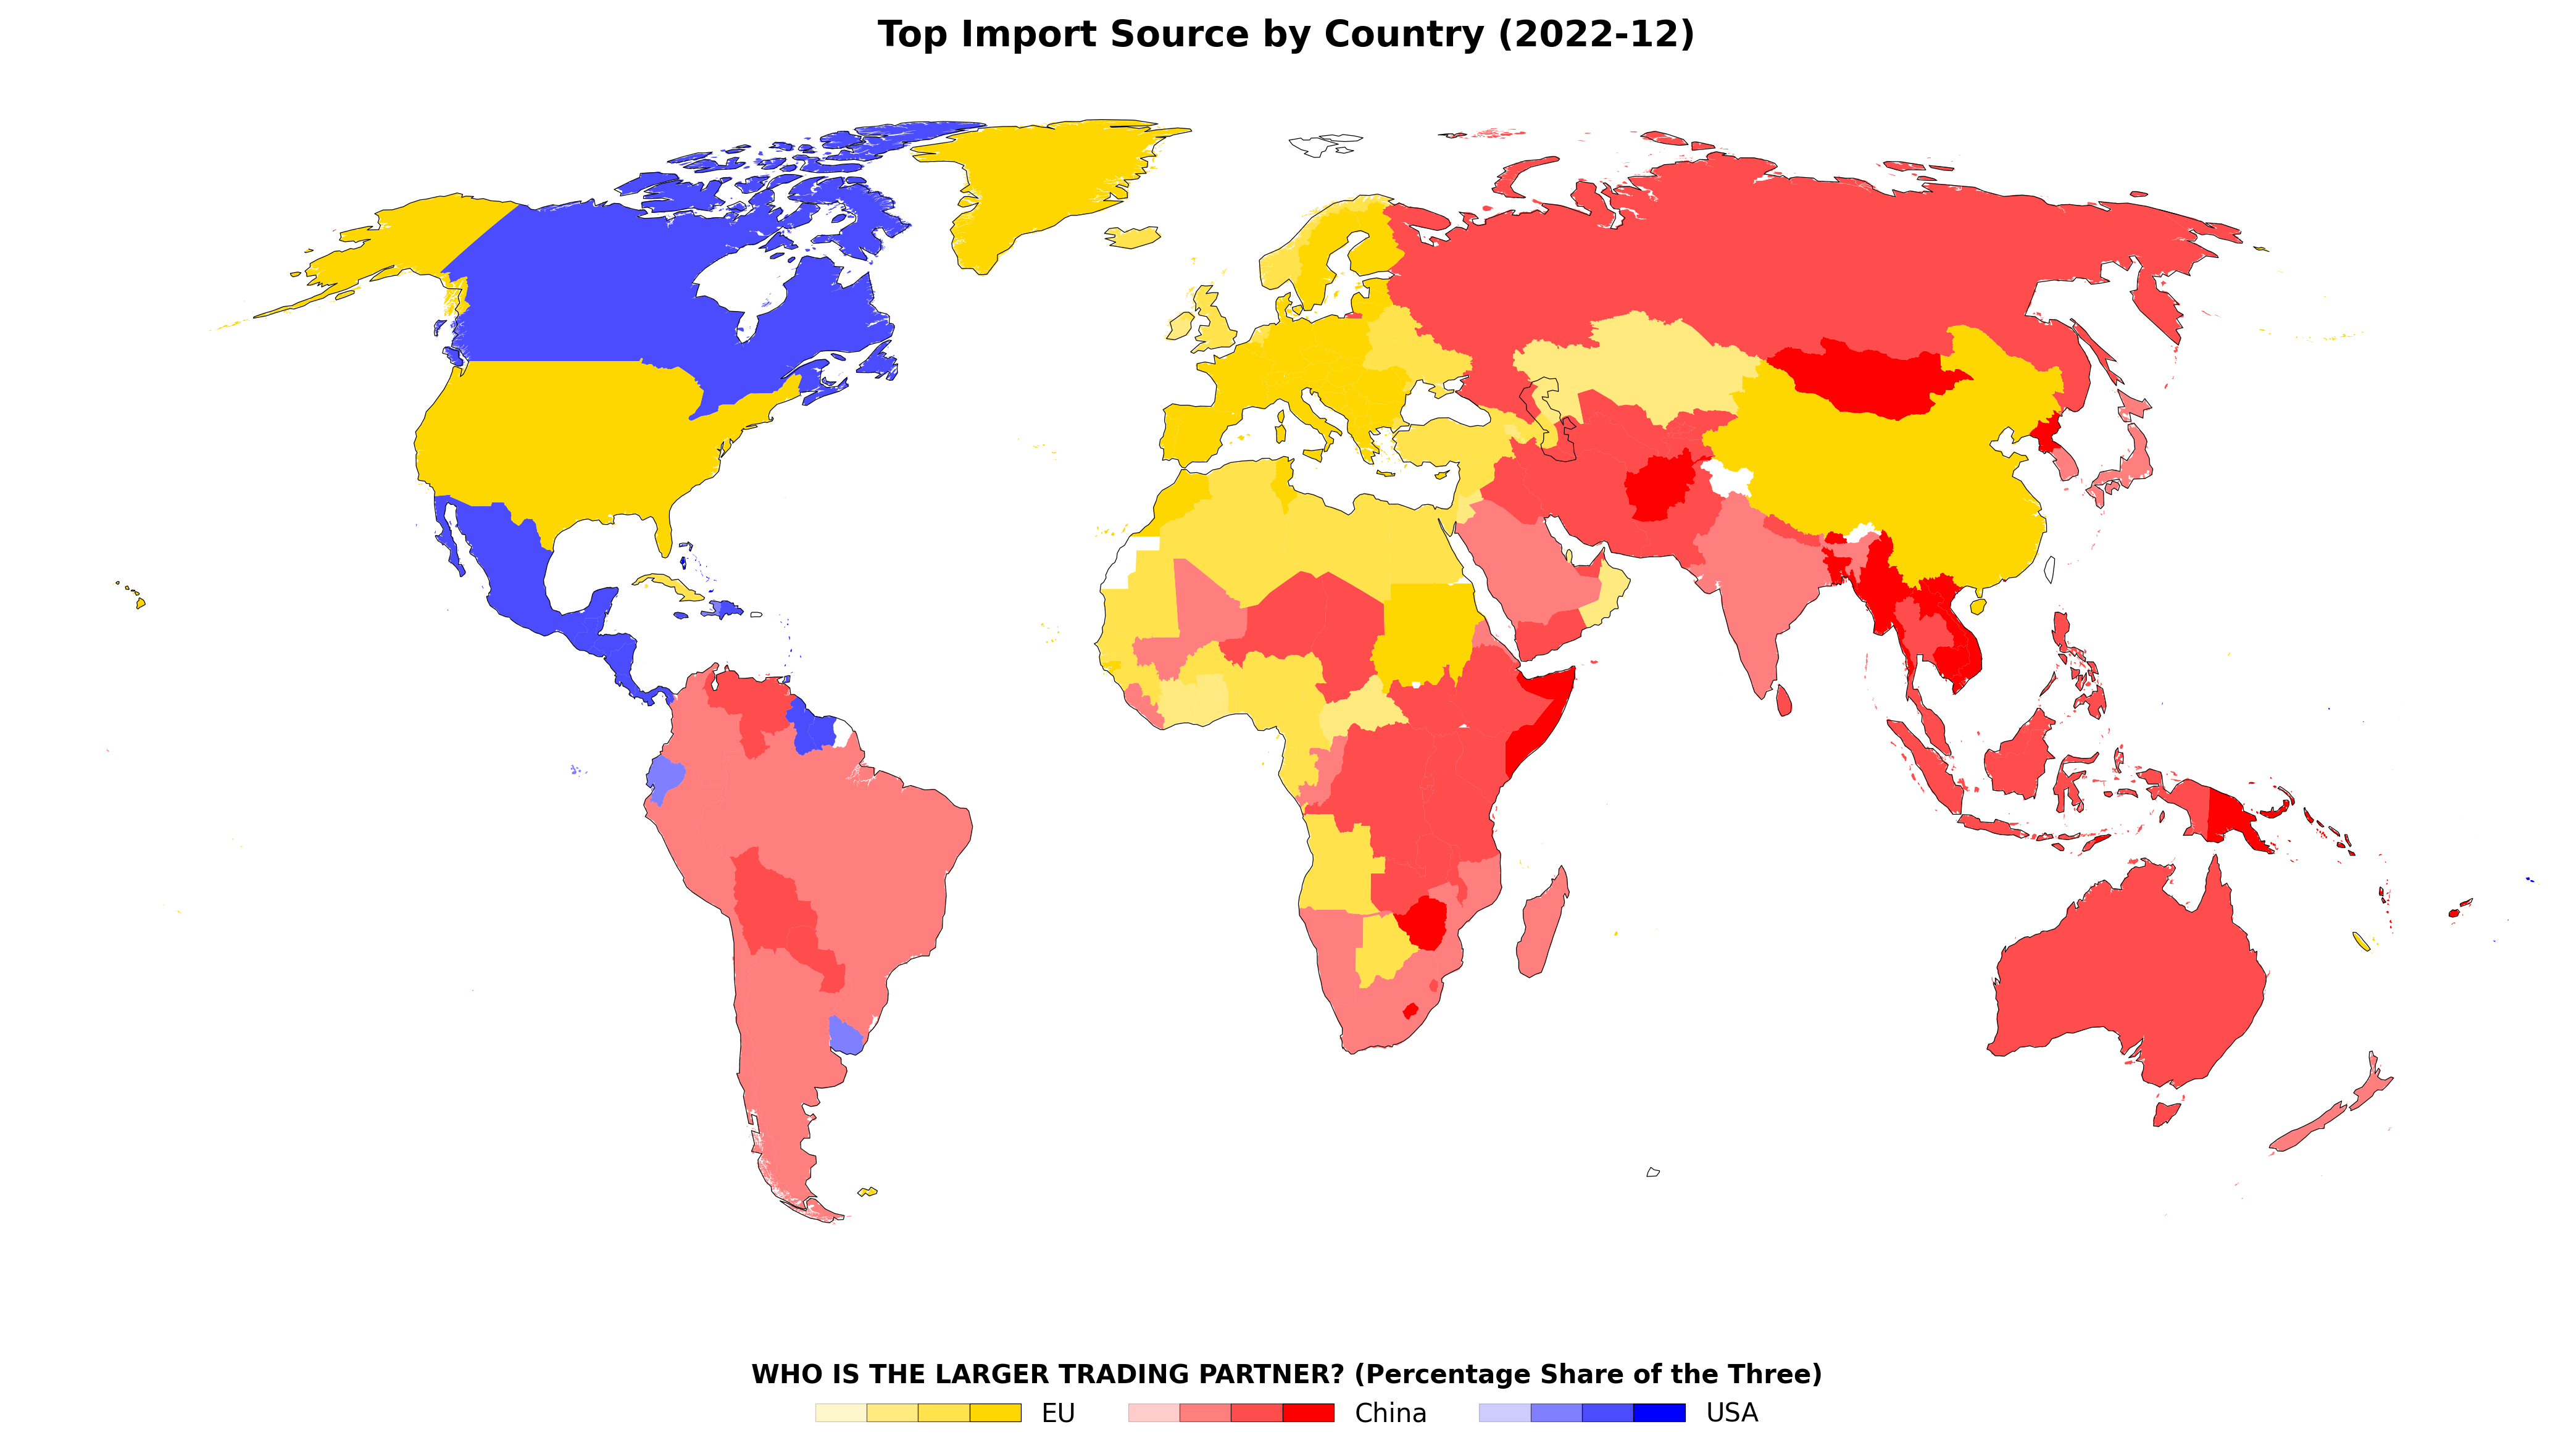 Top Import Source by Country (2022-12)
WHO IS THE LARGER TRADING PARTNER? (Percentage Share of the Three)
EU China USA